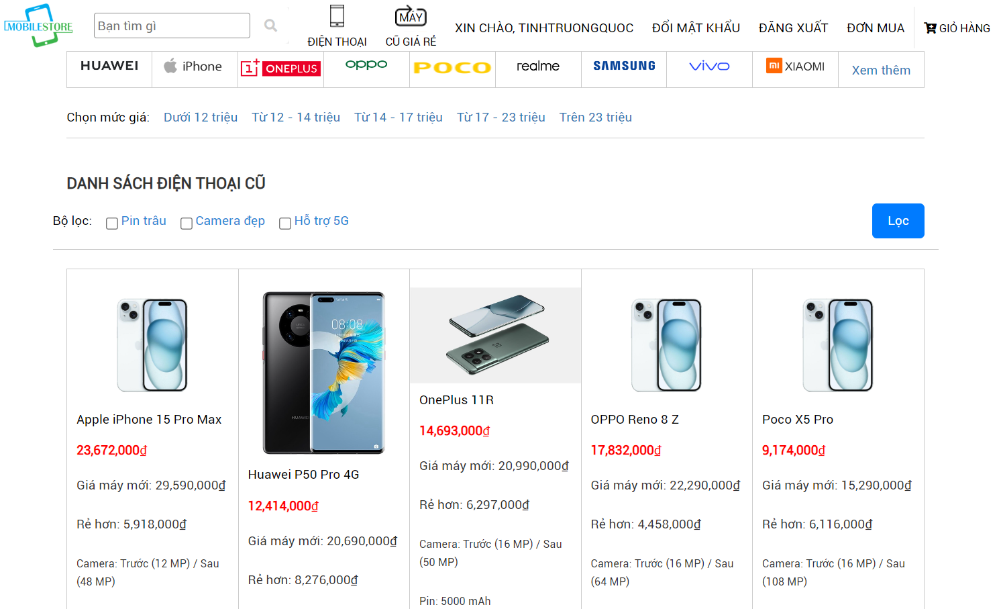 MOBILESTORE
Bạn tìm gì
ĐIỆN THOẠI
MÁY
CŨ GIÁ RẺ
XIN CHÀO, TINHTRUONGQUOC
ĐỔI MẬT KHẨU
ĐĂNG XUẤT
ĐƠN MUA
GIỎ HÀNG
HUAWEI
iPhone
1+ ONEPLUS
oppo
POCO
realme
SAMSUNG
vivo
mi XIAOMI
Xem thêm
Chọn mức giá: Dưới 12 triệu Từ 12 - 14 triệu Từ 14 - 17 triệu Từ 17 - 23 triệu Trên 23 triệu
DANH SÁCH ĐIỆN THOẠI CŨ
Bộ lọc: Pin trâu Camera đẹp Hỗ trợ 5G
Lọc
Apple iPhone 15 Pro Max
23,672,000₫
Giá máy mới: 29,590,000₫
Rẻ hơn: 5,918,000₫
Camera: Trước (12 MP) / Sau
(48 MP)
08:08
HUAWEI
Huawei P50 Pro 4G
12,414,000₫
Giá máy mới: 20,690,000₫
Rẻ hơn: 8,276,000₫
OnePlus 11R
14,693,000₫
Giá máy mới: 20,990,000₫
Rẻ hơn: 6,297,000₫
Camera: Trước (16 MP) / Sau
(50 MP)
Pin: 5000 mAh
OPPO Reno 8 Z
17,832,000₫
Giá máy mới: 22,290,000₫
Rẻ hơn: 4,458,000₫
Camera: Trước (16 MP) / Sau
(64 MP)
Poco X5 Pro
9,174,000₫
Giá máy mới: 15,290,000₫
Rẻ hơn: 6,116,000₫
Camera: Trước (16 MP) / Sau
(108 MP)